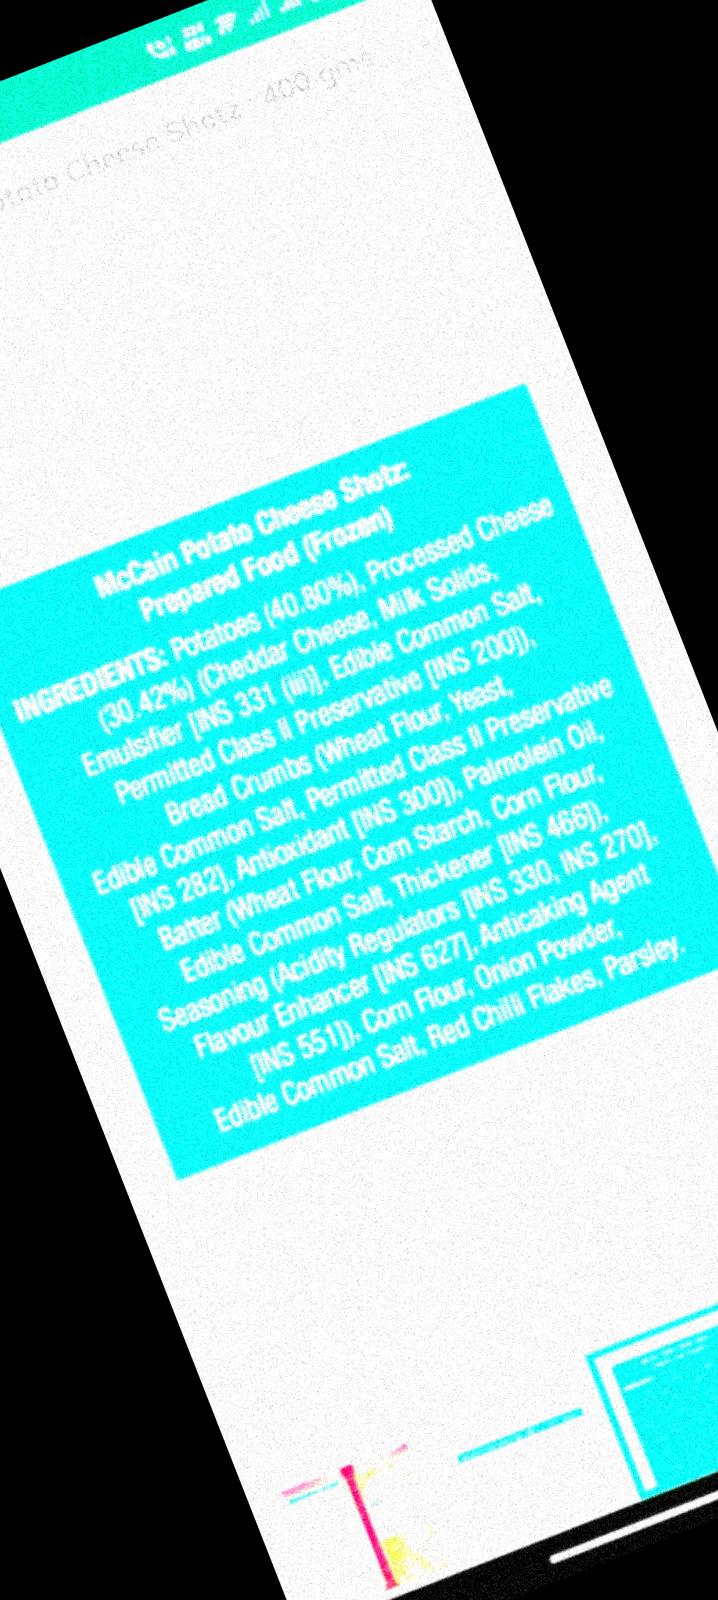 Cheese Shotz 400 gms
McCain Potato Cheese Shotz:
Prepared Food (Frozen)
INGREDIENTS: Potatoes (40.80%), Processed Cheese
(30.42%) (Cheddar Cheese, Milk Solids,
Emulsifier [INS 331 (iii)], Edible Common Salt,
Permitted Class II Preservative [INS 200]),
Bread Crumbs (Wheat Flour, Yeast,
Edible Common Salt, Permitted Class II Preservative
[INS 282], Antioxidant [INS 300]), Palmolein Oil,
Batter (Wheat Flour, Corn Starch, Corn Flour,
Edible Common Salt, Thickener [INS 466]),
Seasoning (Acidity Regulators [INS 330, INS 270],
Flavour Enhancer [INS 627], Anticaking Agent
[INS 551]), Corn Flour, Onion Powder,
Edible Common Salt, Red Chilli Flakes, Parsley.